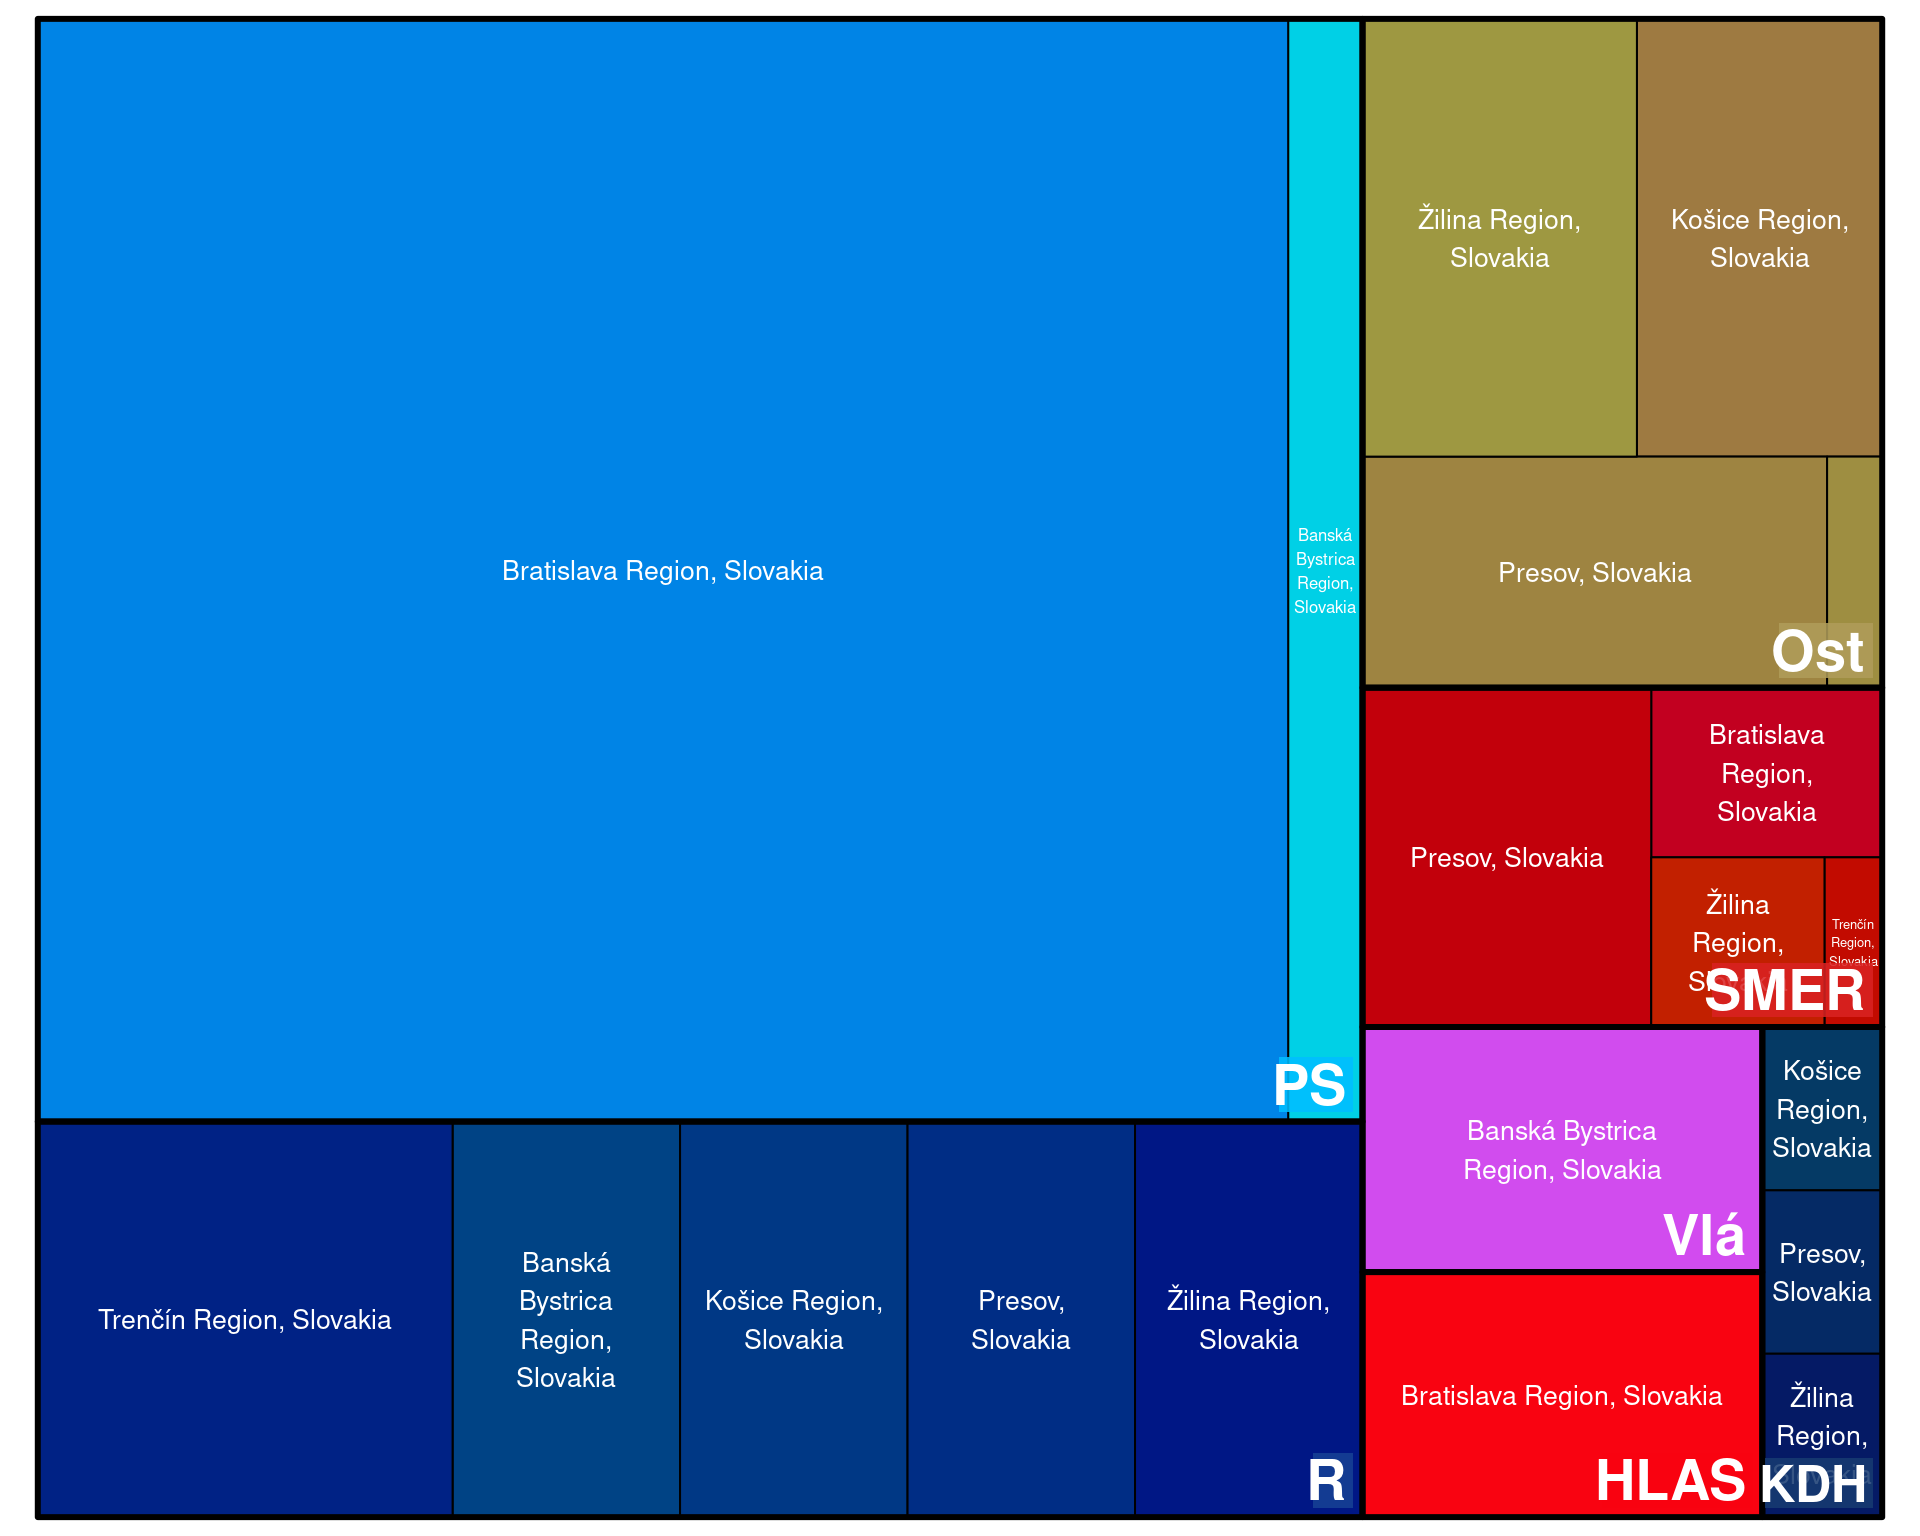 Bratislava Region, Slovakia
Banská
Bystrica
Region,
Slovakia
PS
Trenčín Region, Slovakia
Banská
Bystrica
Region,
Slovakia
Košice Region,
Slovakia
Presov,
Slovakia
Žilina Region,
Slovakia
R
Žilina Region,
Slovakia
Košice Region,
Slovakia
Presov, Slovakia
Ost
Presov, Slovakia
Bratislava
Region,
Slovakia
Žilina
Region,
Trenčín
Region,
Slovakia
SMER
Banská Bystrica
Region, Slovakia
Vlá
Bratislava Region, Slovakia
HLAS
Košice
Region,
Slovakia
Presov,
Slovakia
Žilina
Region,
Slovakia
KDH